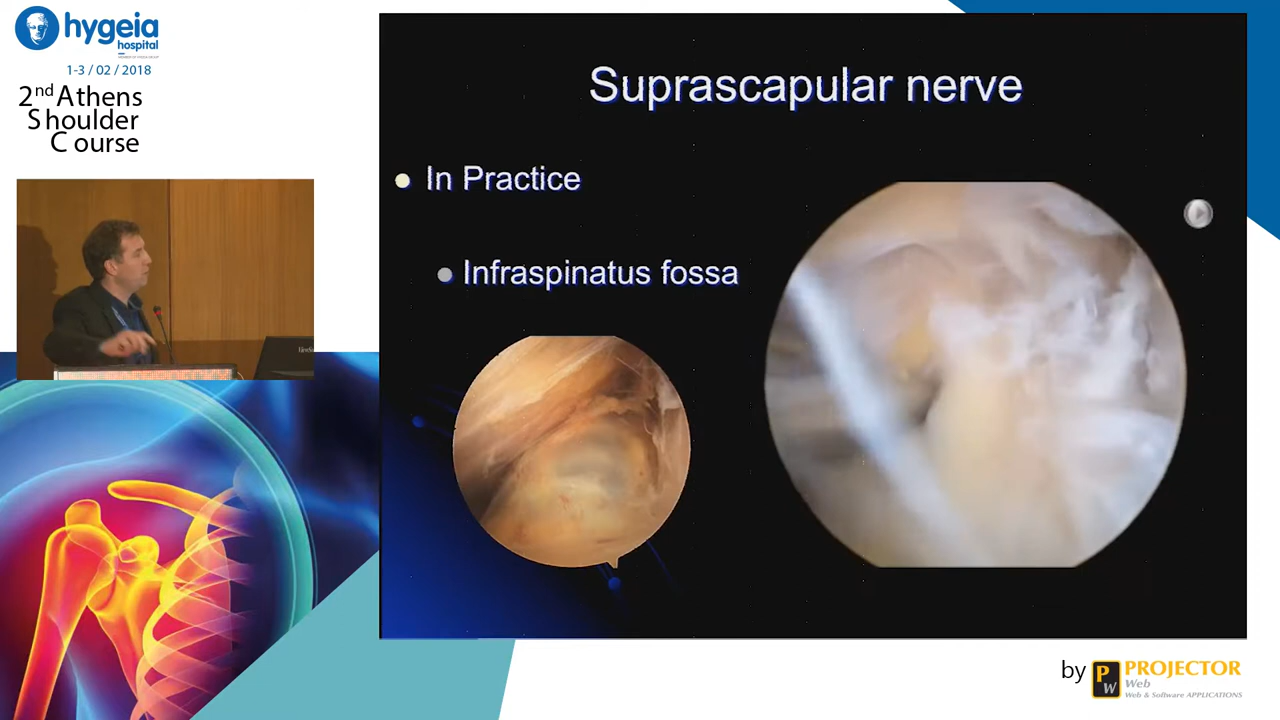 hygeia
hospital
1-3 / 02 / 2018
2nd Athens
Shoulder
Course
Suprascapular nerve
In Practice
Infraspinatus fossa
by PW PROJECTOR
Web
Web & Software APPLICATIONS